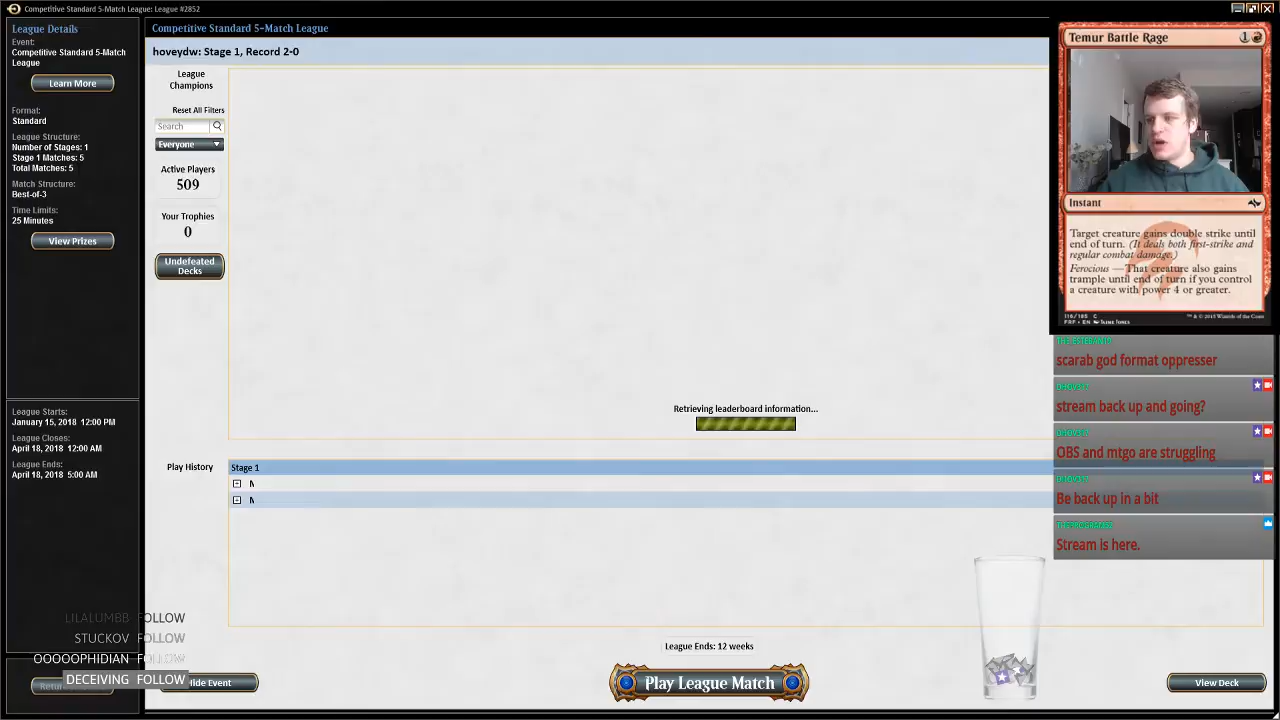 Competitive Standard 5-Match League: League #2852
League Details
Event:
Competitive Standard 5-Match
League
Learn More
Format:
Standard
League Structure:
Number of Stages: 1
Stage 1 Matches: 5
Total Matches: 5
Match Structure:
Best-of-3
Time Limits:
25 Minutes
View Prizes
League Starts:
January 15, 2018 12:00 PM
League Closes:
April 18, 2018 12:00 AM
League Ends:
April 18, 2018 5:00 AM
Competitive Standard 5-Match League
hoveydw: Stage 1, Record 2-0
League
Champions
Reset All Filters
Search
Everyone
Active Players
509
Your Trophies
0
Undefeated
Decks
Retrieving leaderboard information...
Play History
Stage 1
League Ends: 12 weeks
Play League Match
View Deck
Hide Event
LILALUMBB FOLLOW
STUCKOV FOLLOW
OOOOOPHIDIAN FOLLOW
DECEIVING FOLLOW
Temur Battle Rage 1
Instant
Target creature gains double strike until
end of turn. (It deals both first-strike and
regular combat damage.)
Ferocious — That creature also gains
trample until end of turn if you control
a creature with power 4 or greater.
scarab god format oppresser
stream back up and going?
OBS and mtgo are struggling
Be back up in a bit
Stream is here.